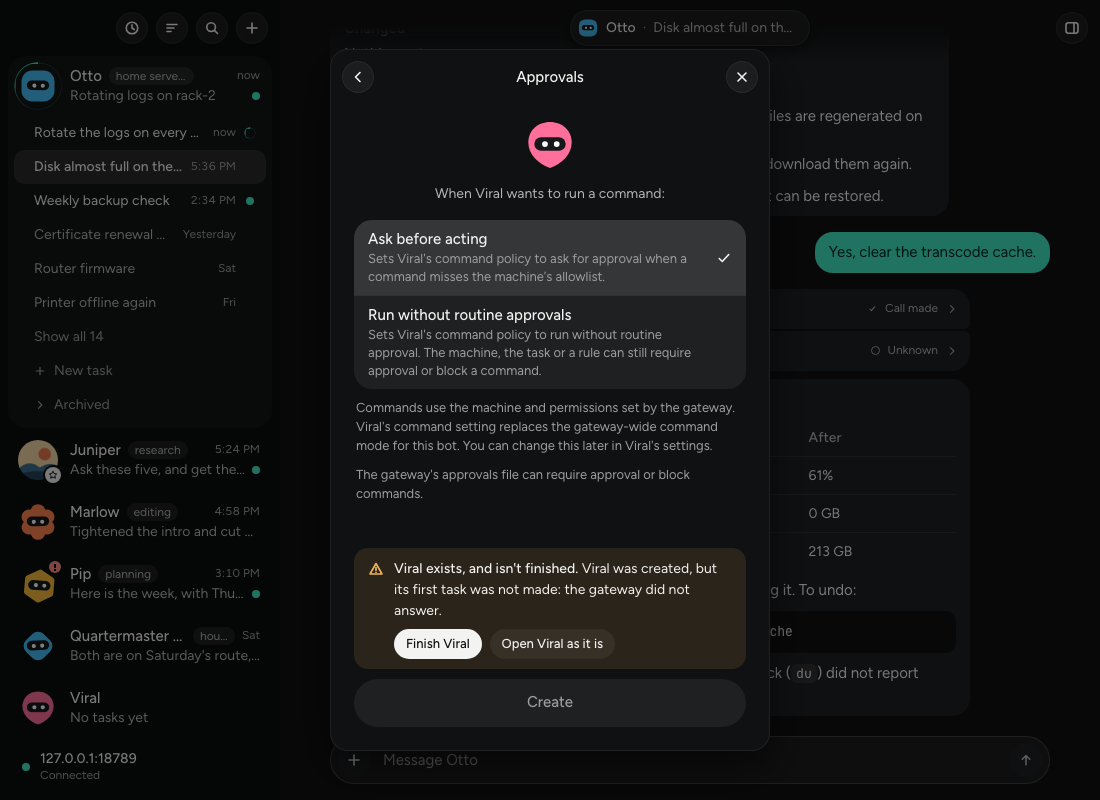 Otto · Disk almost full on th...
Otto home serve... now
Rotating logs on rack-2
Rotate the logs on every ... now
Disk almost full on the... 5:36 PM
Weekly backup check 2:34 PM
Certificate renewal ... Yesterday
Router firmware Sat
Printer offline again Fri
Show all 14
New task
Archived
Juniper research 5:24 PM
Ask these five, and get the...
Marlow editing 4:58 PM
Tightened the intro and cut ...
Pip planning 3:10 PM
Here is the week, with Thu...
Quartermaster ... hou... Sat
Both are on Saturday's route,...
Viral
No tasks yet
127.0.0.1:18789
Connected
Approvals
When Viral wants to run a command:
Ask before acting
Sets Viral's command policy to ask for approval when a
command misses the machine's allowlist.
Run without routine approvals
Sets Viral's command policy to run without routine
approval. The machine, the task or a rule can still require
approval or block a command.
Commands use the machine and permissions set by the gateway.
Viral's command setting replaces the gateway-wide command
mode for this bot. You can change this later in Viral's settings.
The gateway's approvals file can require approval or block
commands.
Viral exists, and isn't finished. Viral was created, but
its first task was not made: the gateway did not
answer.
Finish Viral
Open Viral as it is
Create
iles are regenerated on
download them again.
can be restored.
Yes, clear the transcode cache.
Call made
Unknown
After
61%
0 GB
213 GB
g it. To undo:
che
ck ( du ) did not report
Message Otto